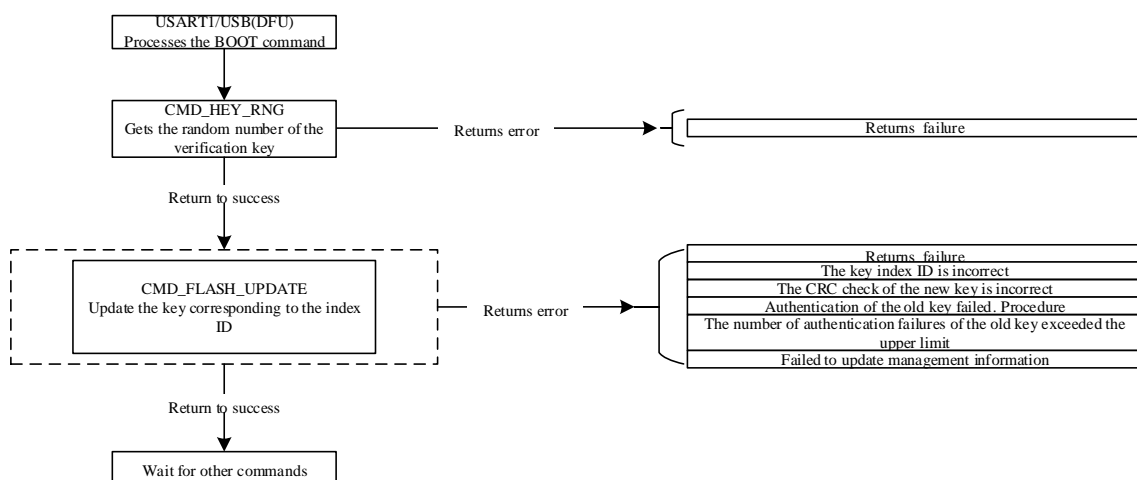 USART1/USB(DFU)
Processes the BOOT command
CMD_HEY_RNG
Gets the random number of the
verification key
Returns error
Returns failure
Return to success
CMD_FLASH_UPDATE
Update the key corresponding to the index
ID
Returns error
Returns failure
The key index ID is incorrect
The CRC check of the new key is incorrect
Authentication of the old key failed. Procedure
The number of authentication failures of the old key exceeded the
upper limit
Failed to update management information
Return to success
Wait for other commands